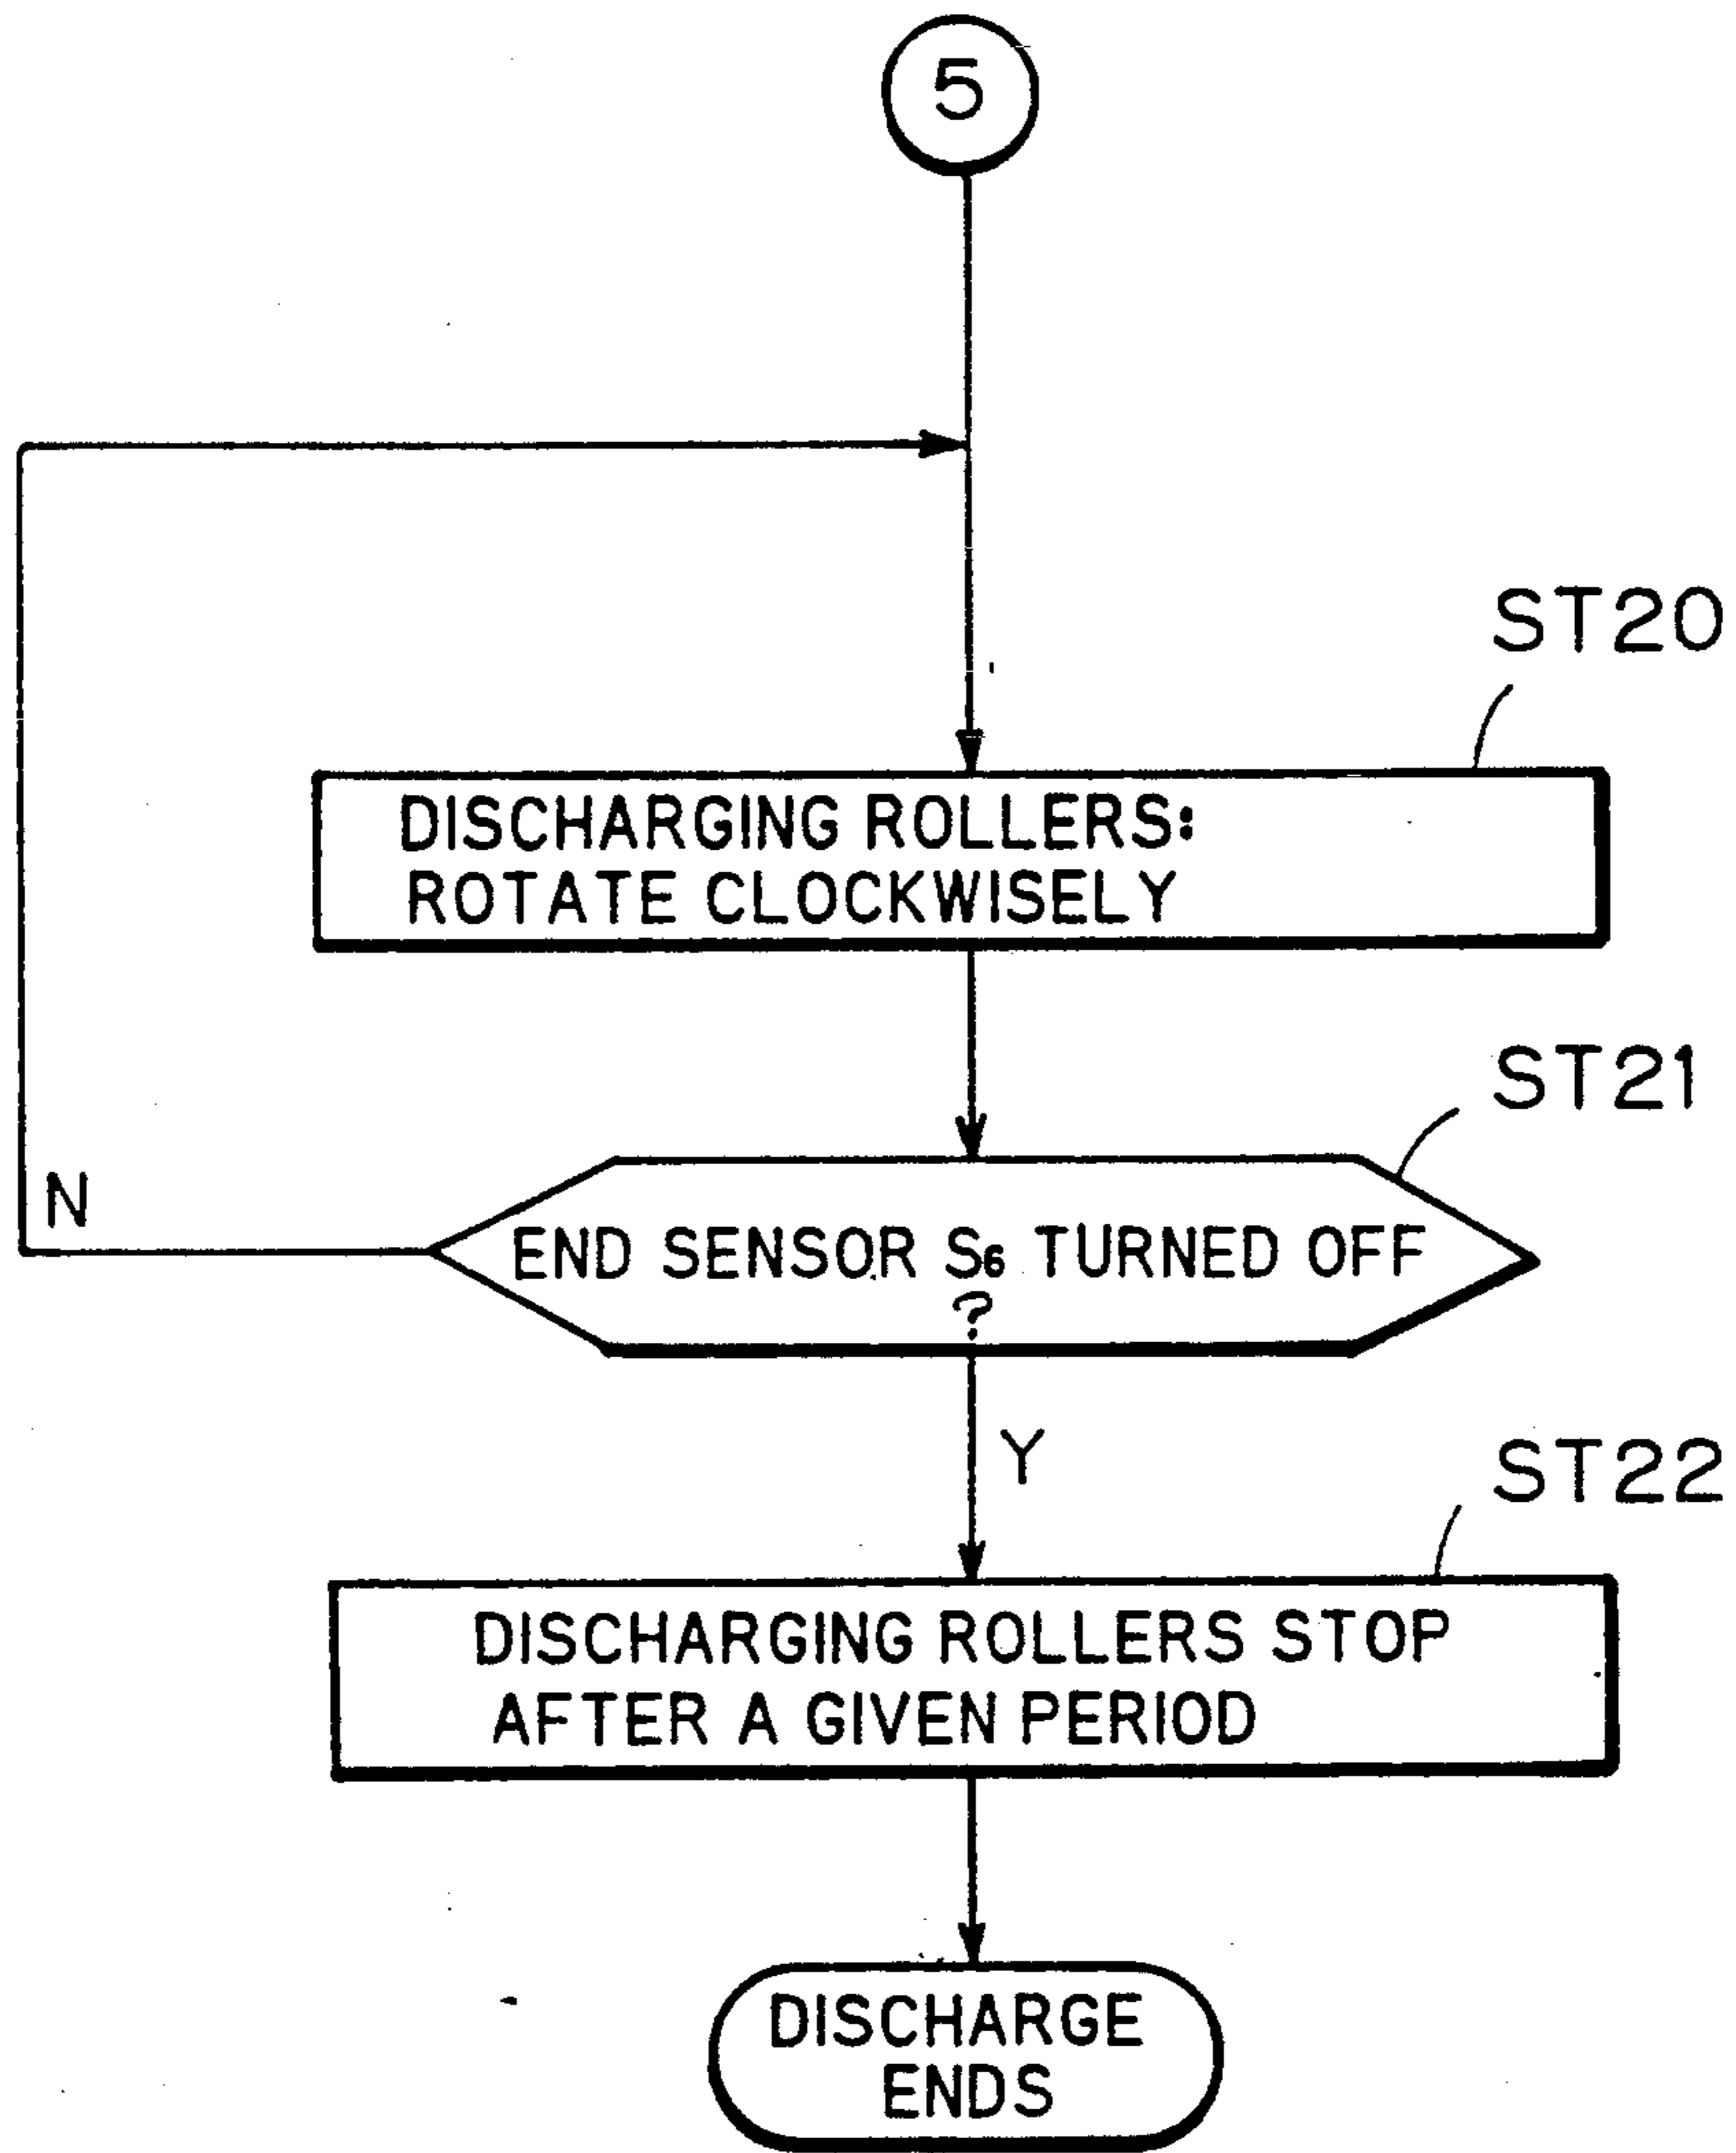 5
ST20
DISCHARGING ROLLERS:
ROTATE CLOCKWISELY
ST21
N
END SENSOR S₆ TURNED OFF
?
Y
ST22
DISCHARGING ROLLERS STOP
AFTER A GIVEN PERIOD
DISCHARGE
ENDS